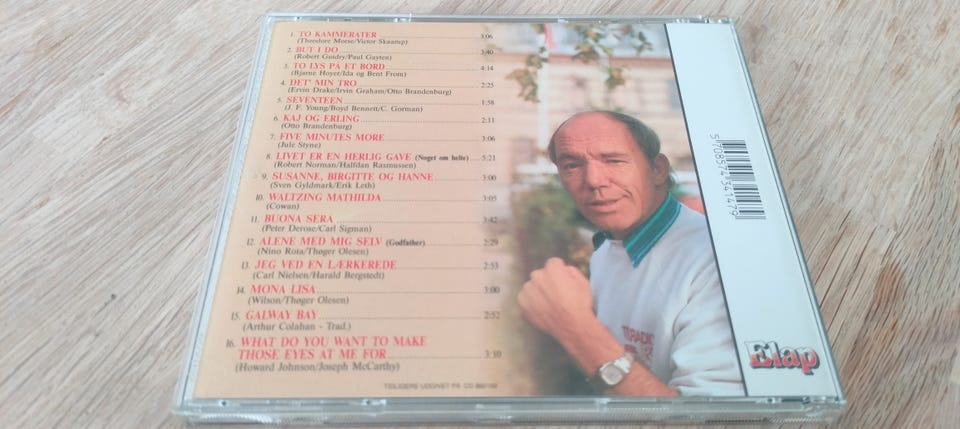 1. TO KAMMERATER 3:06
(Theodore Morse/Victor Skaarup)
2. BUT I DO 3:40
(Robert Guidry/Paul Gayten)
3. TO LYS PÅ ET BORD 4:14
(Bjarne Hoyer/Ida og Bent From)
4. DET' MIN TRO 2:25
(Ervin Drake/Irvin Graham/Otto Brandenburg)
5. SEVENTEEN 1:58
(J. F. Young/Boyd Bennett/C. Gorman)
6. KAJ OG ERLING 2:11
(Otto Brandenburg)
7. FIVE MINUTES MORE 3:06
(Jule Styne)
8. LIVET ER EN HERLIG GAVE (Noget om helte) 5:21
(Robert Norman/Halfdan Rasmussen)
9. SUSANNE, BIRGITTE OG HANNE 3:00
(Sven Gyldmark/Erik Leth)
10. WALTZING MATHILDA 3:05
(Cowan)
11. BUONA SERA 3:42
(Peter Derose/Carl Sigman)
12. ALENE MED MIG SELV (Godfather) 2:29
(Nino Rota/Thøger Olesen)
13. JEG VED EN LÆRKEREDE 2:53
(Carl Nielsen/Harald Bergstedt)
14. MONA LISA 3:00
(Wilson/Thøger Olesen)
15. GALWAY BAY 2:52
(Arthur Colahan - Trad.)
16. WHAT DO YOU WANT TO MAKE
THOSE EYES AT ME FOR 3:10
(Howard Johnson/Joseph McCarthy)
TIDLIGERE UDGIVET PÅ CD
5 708574 341479
Elap